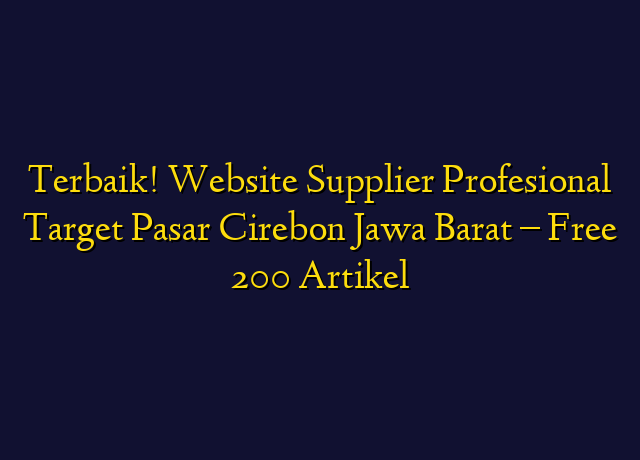 Terbaik! Website Supplier Profesional
Target Pasar Cirebon Jawa Barat – Free
200 Artikel